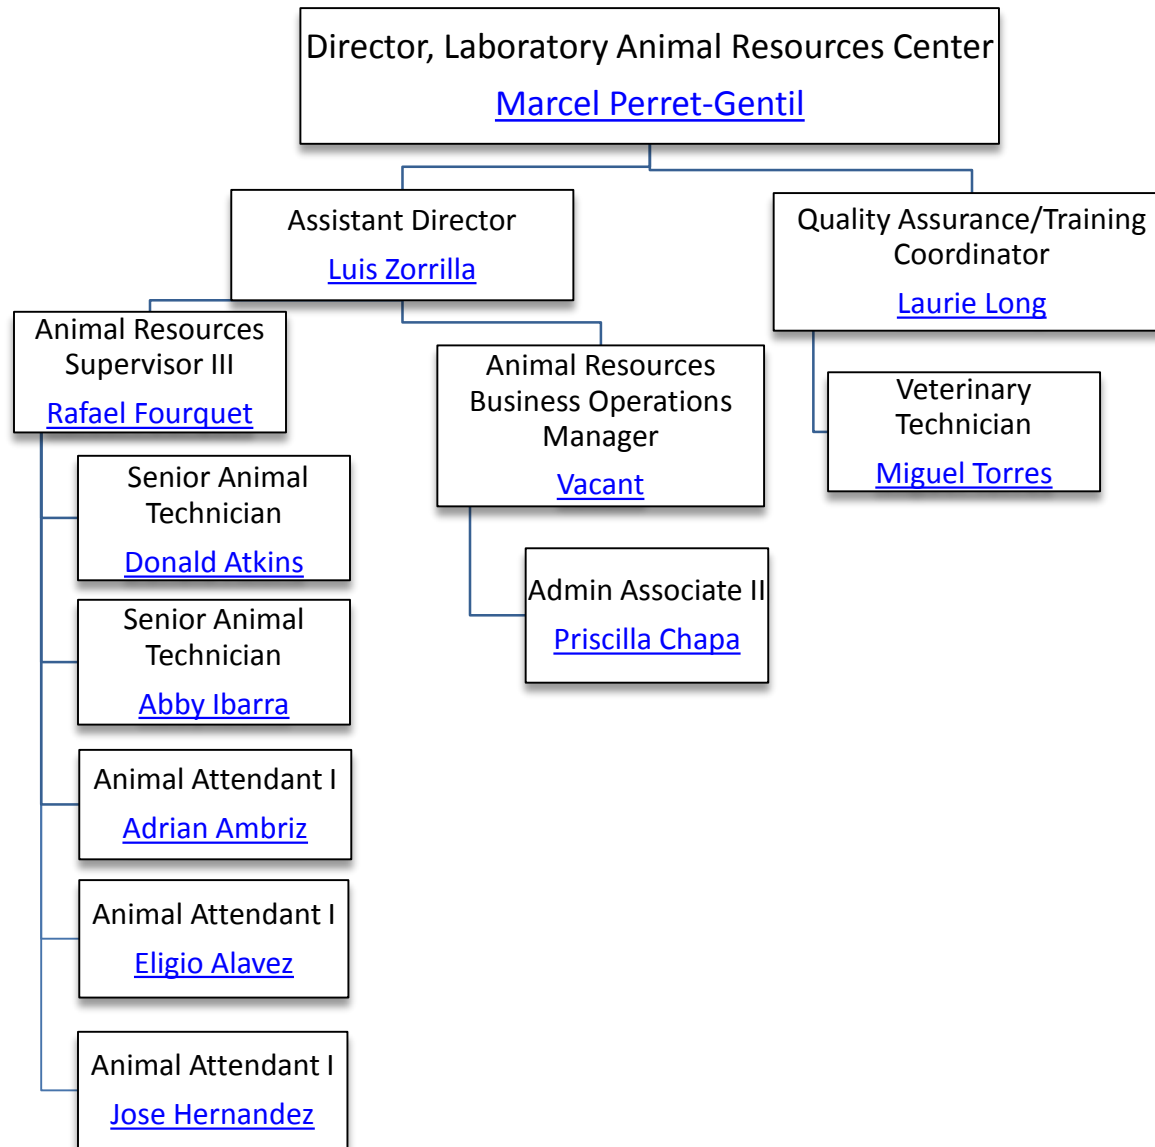 Director, Laboratory Animal Resources Center
Marcel Perret-Gentil
Assistant Director
Luis Zorrilla
Quality Assurance/Training
Coordinator
Laurie Long
Animal Resources
Supervisor III
Rafael Fourquet
Animal Resources
Business Operations
Manager
Vacant
Veterinary
Technician
Miguel Torres
Senior Animal
Technician
Donald Atkins
Admin Associate II
Priscilla Chapa
Senior Animal
Technician
Abby Ibarra
Animal Attendant I
Adrian Ambriz
Animal Attendant I
Eligio Alavez
Animal Attendant I
Jose Hernandez